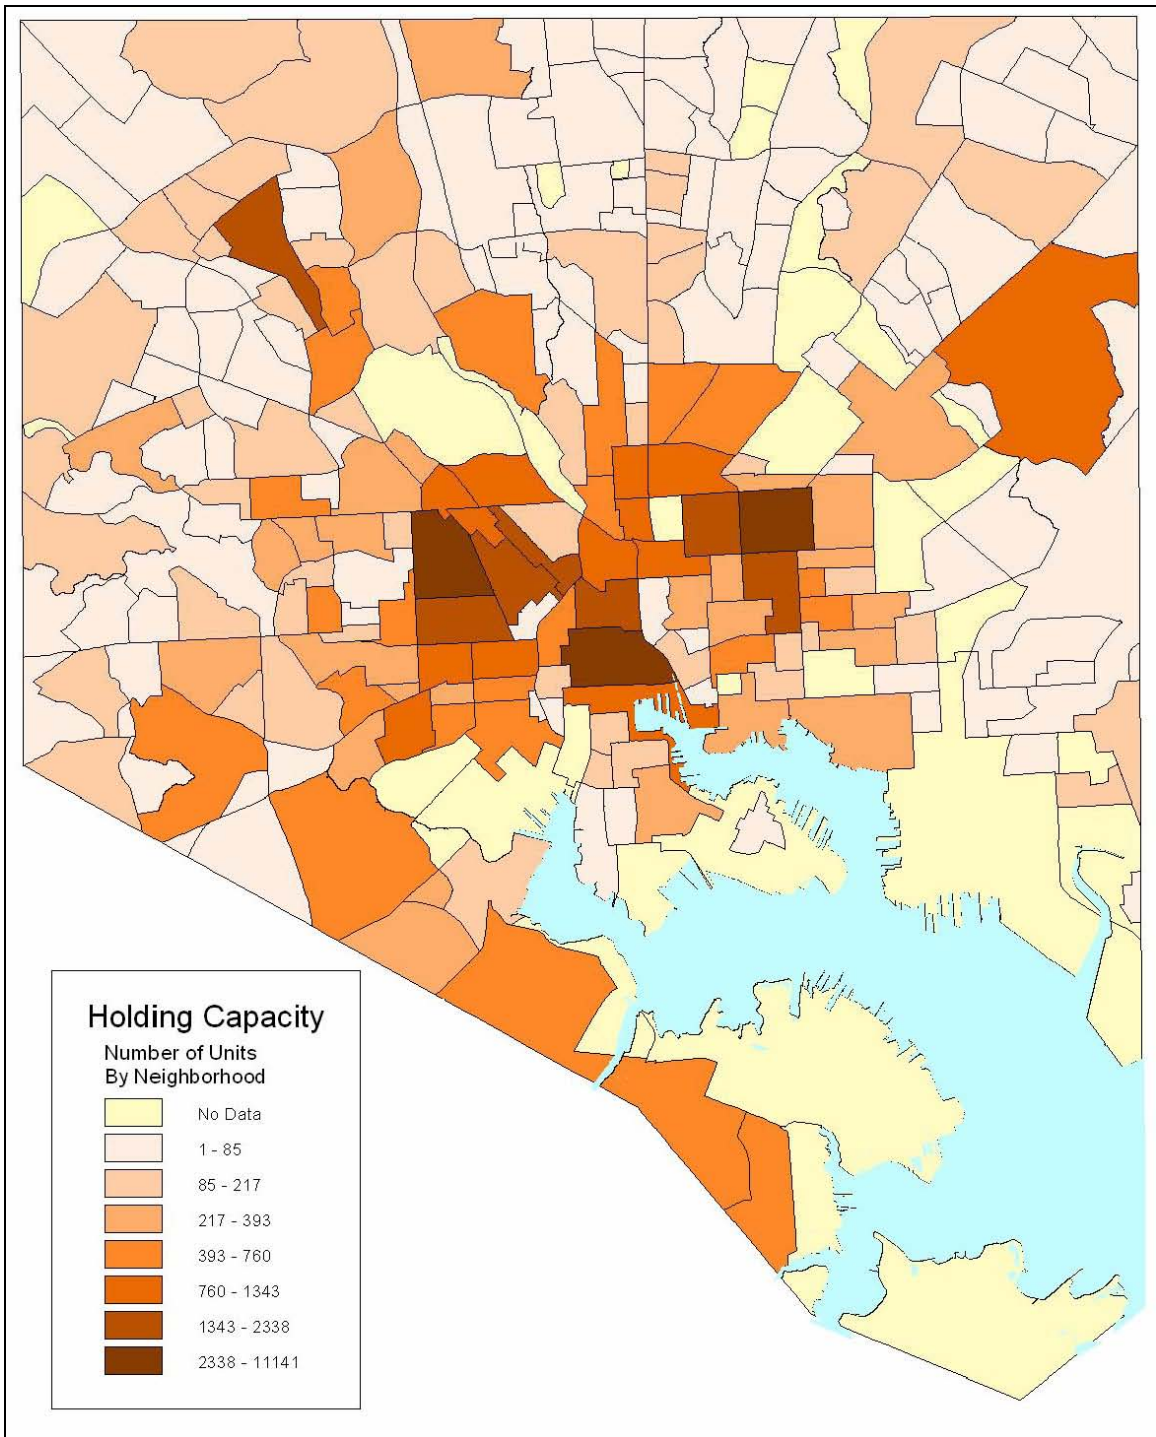 Holding Capacity
Number of Units
By Neighborhood
No Data
1 - 85
85 - 217
217 - 393
393 - 760
760 - 1343
1343 - 2338
2338 - 11141